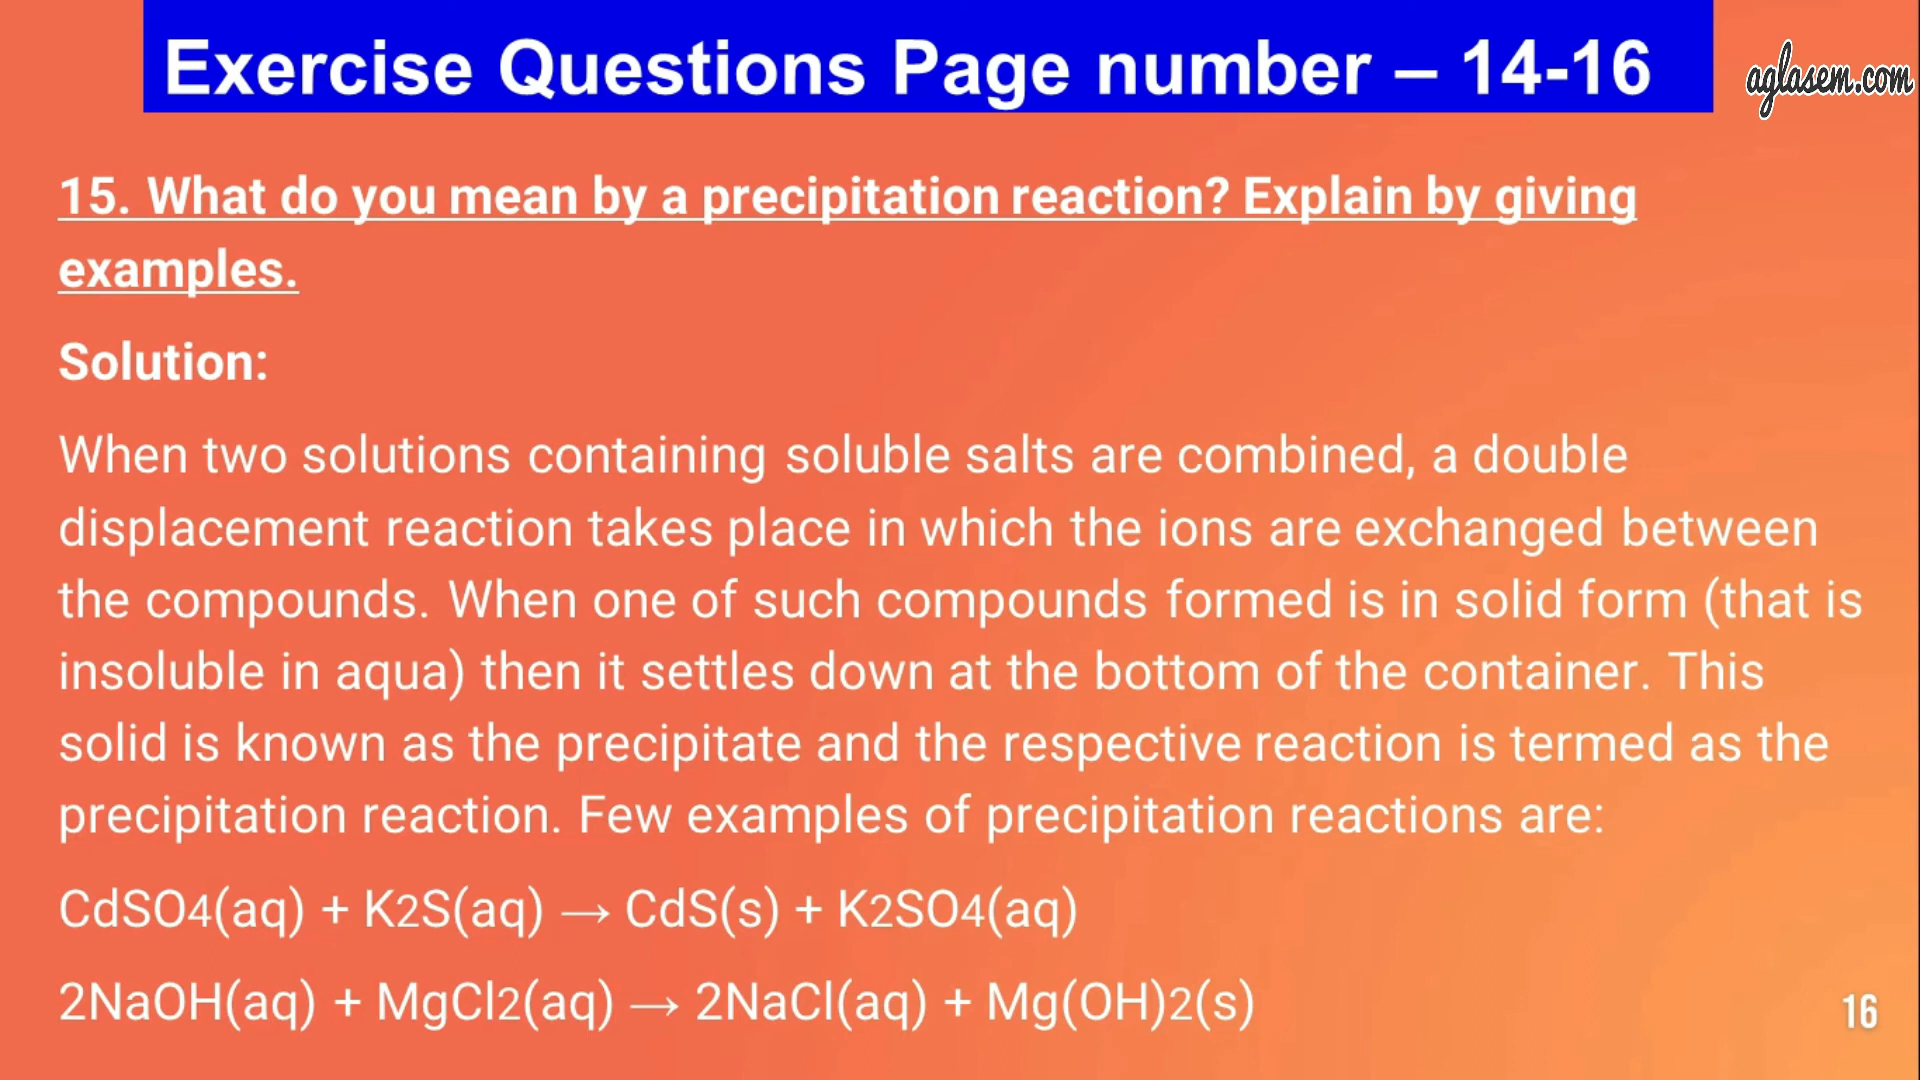 Exercise Questions Page number – 14-16
aglasem.com
15. What do you mean by a precipitation reaction? Explain by giving
examples.
Solution:
When two solutions containing soluble salts are combined, a double
displacement reaction takes place in which the ions are exchanged between
the compounds. When one of such compounds formed is in solid form (that is
insoluble in aqua) then it settles down at the bottom of the container. This
solid is known as the precipitate and the respective reaction is termed as the
precipitation reaction. Few examples of precipitation reactions are:
CdSO4(aq) + K2S(aq) → CdS(s) + K2SO4(aq)
2NaOH(aq) + MgCl2(aq) → 2NaCl(aq) + Mg(OH)2(s)
16